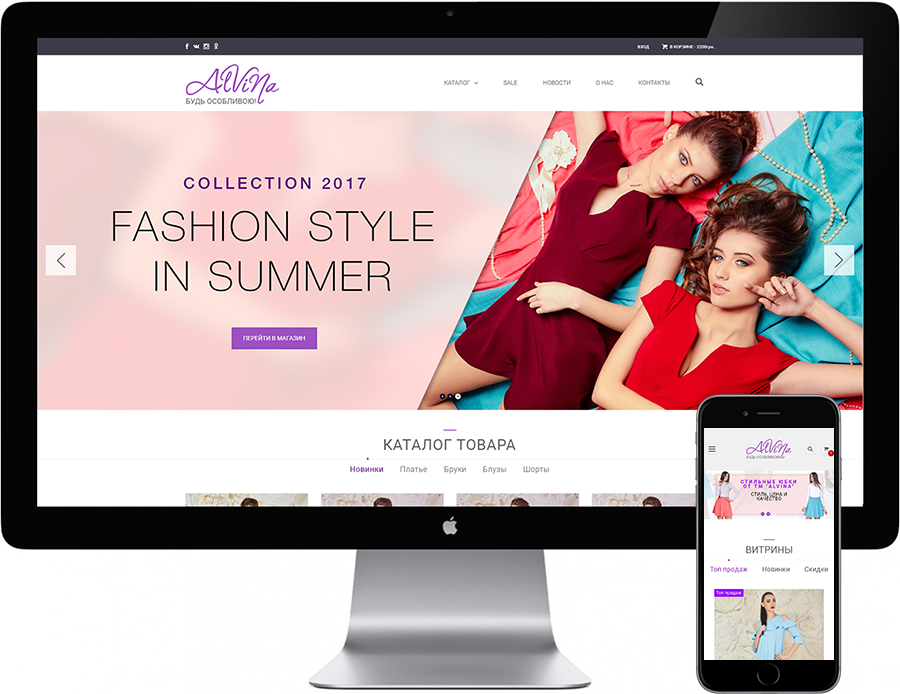 ВХОД
В КОРЗИНЕ - 2200грн.
AlViNa
БУДЬ ОСОБЛИВОЮ!
КАТАЛОГ
SALE
НОВОСТИ
О НАС
КОНТАКТЫ
COLLECTION 2017
FASHION STYLE
IN SUMMER
ПЕРЕЙТИ В МАГАЗИН
КАТАЛОГ ТОВАРА
Новинки
Платье
Бруки
Блузы
Шорты
AlViNa
БУДЬ ОСОБЛИВОЮ!
СТИЛЬНЫЕ ЮБКИ
ОТ ТМ "ALVINA"
СТИЛЬ, ЦЕНА И
КАЧЕСТВО
ВИТРИНЫ
Топ продаж
Новинки
Скидки
Топ продаж